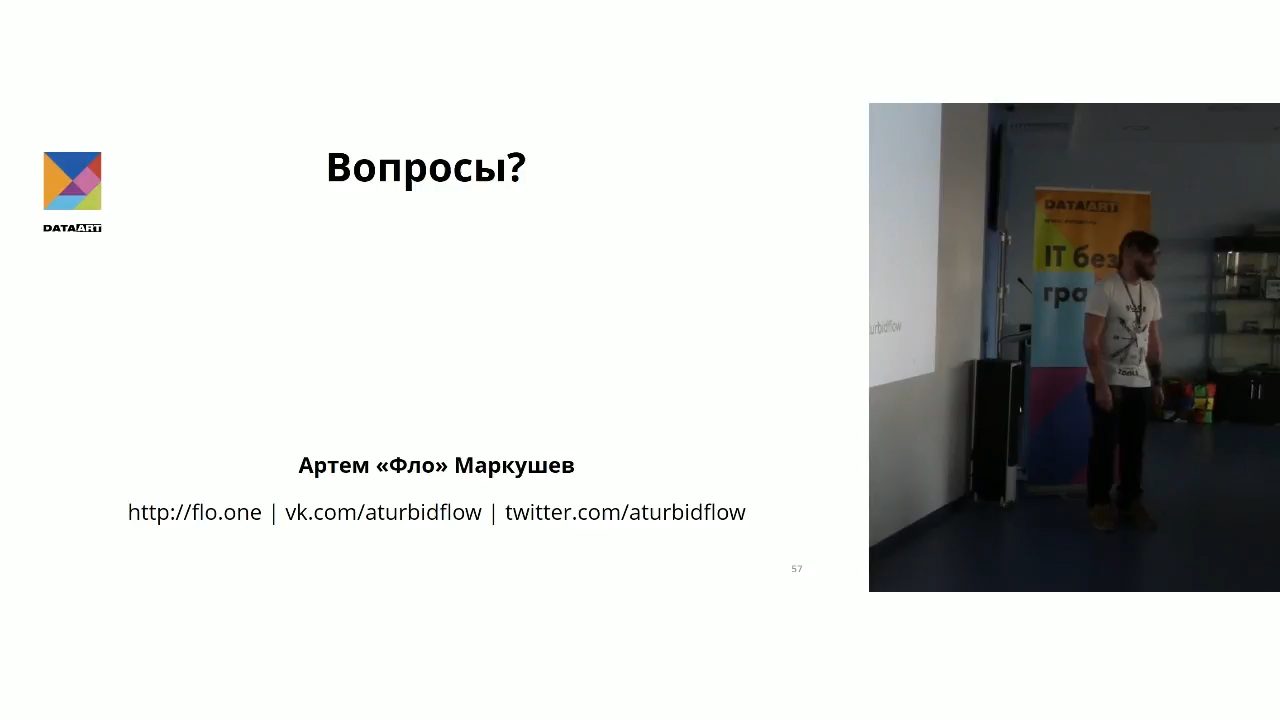 Вопросы?
DATAART
Артем «Фло» Маркушев
http://flo.one | vk.com/aturbidflow | twitter.com/aturbidflow
57
DATAART
IT без
гра
urbidflow